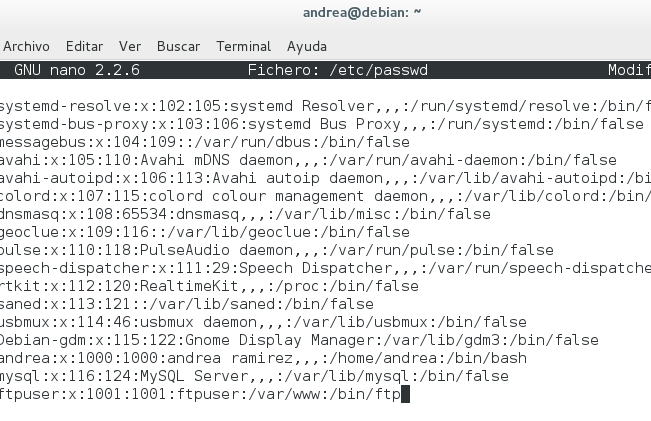 andrea@debian: ~
Archivo Editar Ver Buscar Terminal Ayuda
GNU nano 2.2.6 Fichero: /etc/passwd Modif
systemd-resolve:x:102:105:systemd Resolver,,,:/run/systemd/resolve:/bin/f
systemd-bus-proxy:x:103:106:systemd Bus Proxy,,,:/run/systemd:/bin/false
messagebus:x:104:109::/var/run/dbus:/bin/false
avahi:x:105:110:Avahi mDNS daemon,,,:/var/run/avahi-daemon:/bin/false
avahi-autoipd:x:106:113:Avahi autoip daemon,,,:/var/lib/avahi-autoipd:/bi
colord:x:107:115:colord colour management daemon,,,:/var/lib/colord:/bin/
dnsmasq:x:108:65534:dnsmasq,,,:/var/lib/misc:/bin/false
geoclue:x:109:116::/var/lib/geoclue:/bin/false
pulse:x:110:118:PulseAudio daemon,,,:/var/run/pulse:/bin/false
speech-dispatcher:x:111:29:Speech Dispatcher,,,:/var/run/speech-dispatche
rtkit:x:112:120:RealtimeKit,,,:/proc:/bin/false
saned:x:113:121::/var/lib/saned:/bin/false
usbmux:x:114:46:usbmux daemon,,,:/var/lib/usbmux:/bin/false
Debian-gdm:x:115:122:Gnome Display Manager:/var/lib/gdm3:/bin/false
andrea:x:1000:1000:andrea ramirez,,,:/home/andrea:/bin/bash
mysql:x:116:124:MySQL Server,,,:/var/lib/mysql:/bin/false
ftpuser:x:1001:1001:ftpuser:/var/www:/bin/ftp